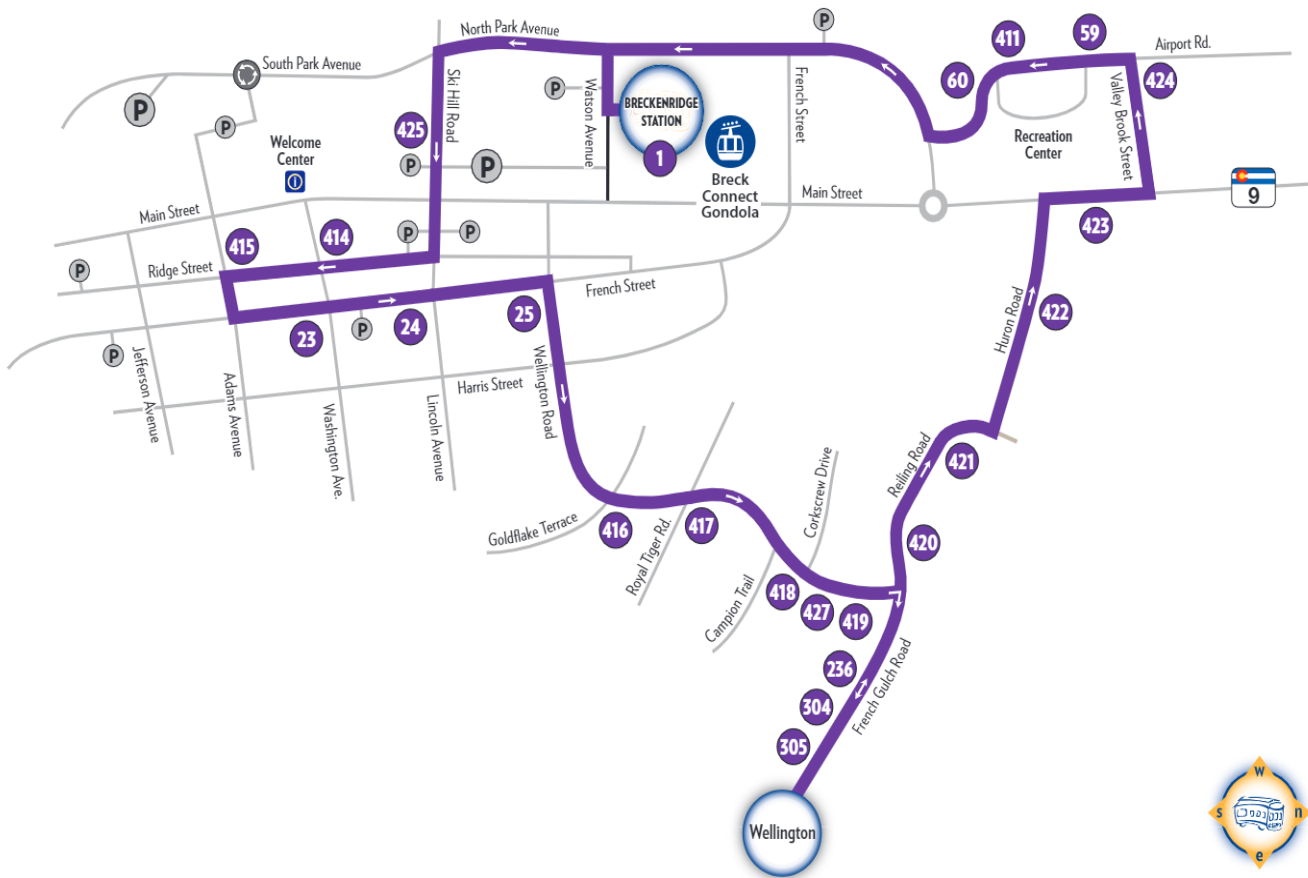 North Park Avenue
P
59
411
Airport Rd.
South Park Avenue
60
424
P
P
Ski Hill Road
P
Watson Avenue
BRECKENRIDGE
STATION
1
French Street
Valley Brook Street
425
P
Welcome
Center
P
P
Breck
Connect
Gondola
Recreation
Center
9
Main Street
Main Street
423
415
414
P
P
Ridge Street
P
French Street
23
P
24
25
P
422
Huron Road
Jefferson Avenue
Adams Avenue
Washington Ave.
Lincoln Avenue
Harris Street
Wellington Road
Goldflake Terrace
416
Royal Tiger Rd.
417
Corkscrew Drive
Reiling Road
421
420
Campion Trail
418
427
419
236
304
305
French Gulch Road
Wellington
w
s
n
e